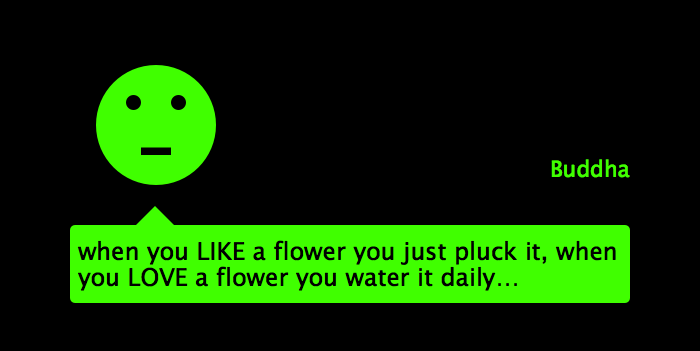 Buddha
when you LIKE a flower you just pluck it, when
you LOVE a flower you water it daily...